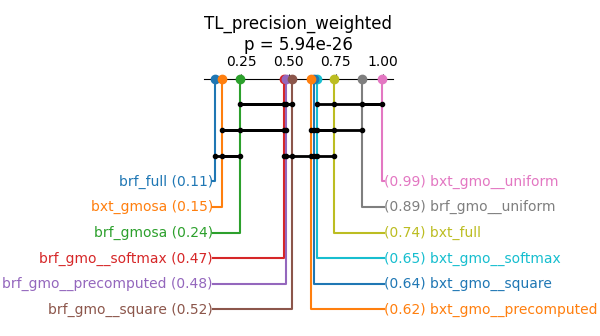 TL_precision_weighted
p = 5.94e-26
0.25 0.50 0.75 1.00
brf_full (0.11)
(0.99) bxt_gmo__uniform
bxt_gmosa (0.15)
(0.89) brf_gmo__uniform
brf_gmosa (0.24)
(0.74) bxt_full
brf_gmo__softmax (0.47)
(0.65) bxt_gmo__softmax
brf_gmo__precomputed (0.48)
(0.64) bxt_gmo__square
brf_gmo__square (0.52)
(0.62) bxt_gmo__precomputed